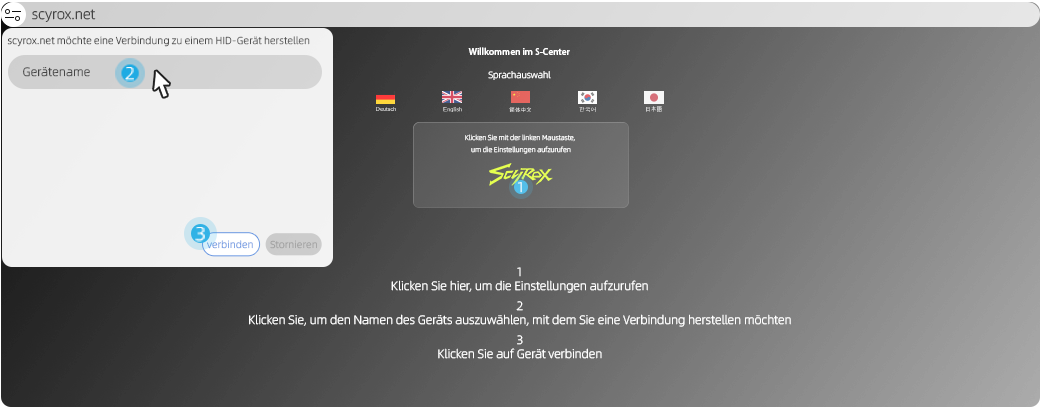 scyrox.net
scyrox.net möchte eine Verbindung zu einem HID-Gerät herstellen
Gerätename
2
3
verbinden
Stornieren
Willkommen im S-Center
Sprachauswahl
Deutsch
English
简体中文
한국어
日本語
Klicken Sie mit der linken Maustaste,
um die Einstellungen aufzurufen
SCYROX
1
1
Klicken Sie hier, um die Einstellungen aufzurufen
2
Klicken Sie, um den Namen des Geräts auszuwählen, mit dem Sie eine Verbindung herstellen möchten
3
Klicken Sie auf Gerät verbinden